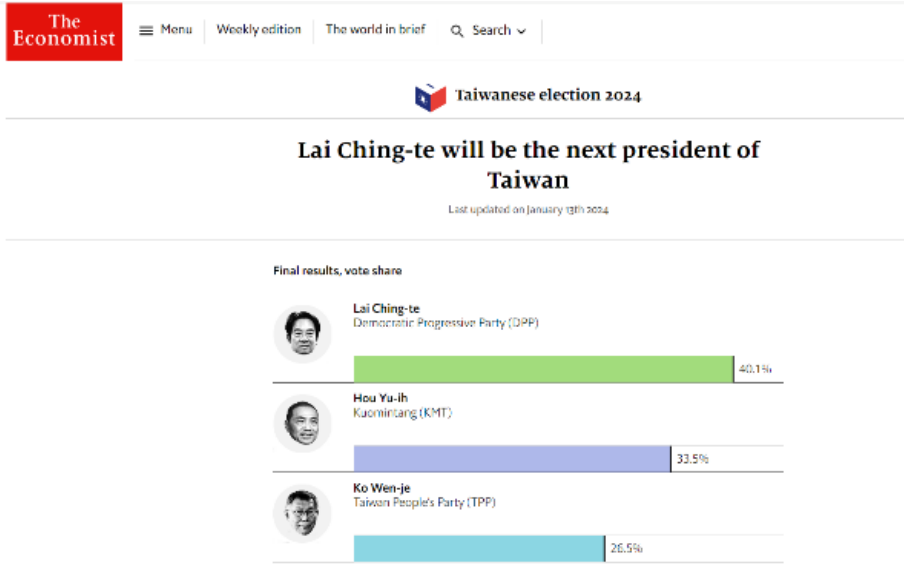 The
Economist
Menu
Weekly edition
The world in brief
Search
Taiwanese election 2024
Lai Ching-te will be the next president of
Taiwan
Last updated on January 13th 2024
Final results, vote share
Lai Ching-te
Democratic Progressive Party (DPP)
40.1%
Hou Yu-ih
Kuomintang (KMT)
33.5%
Ko Wen-je
Taiwan People's Party (TPP)
26.5%